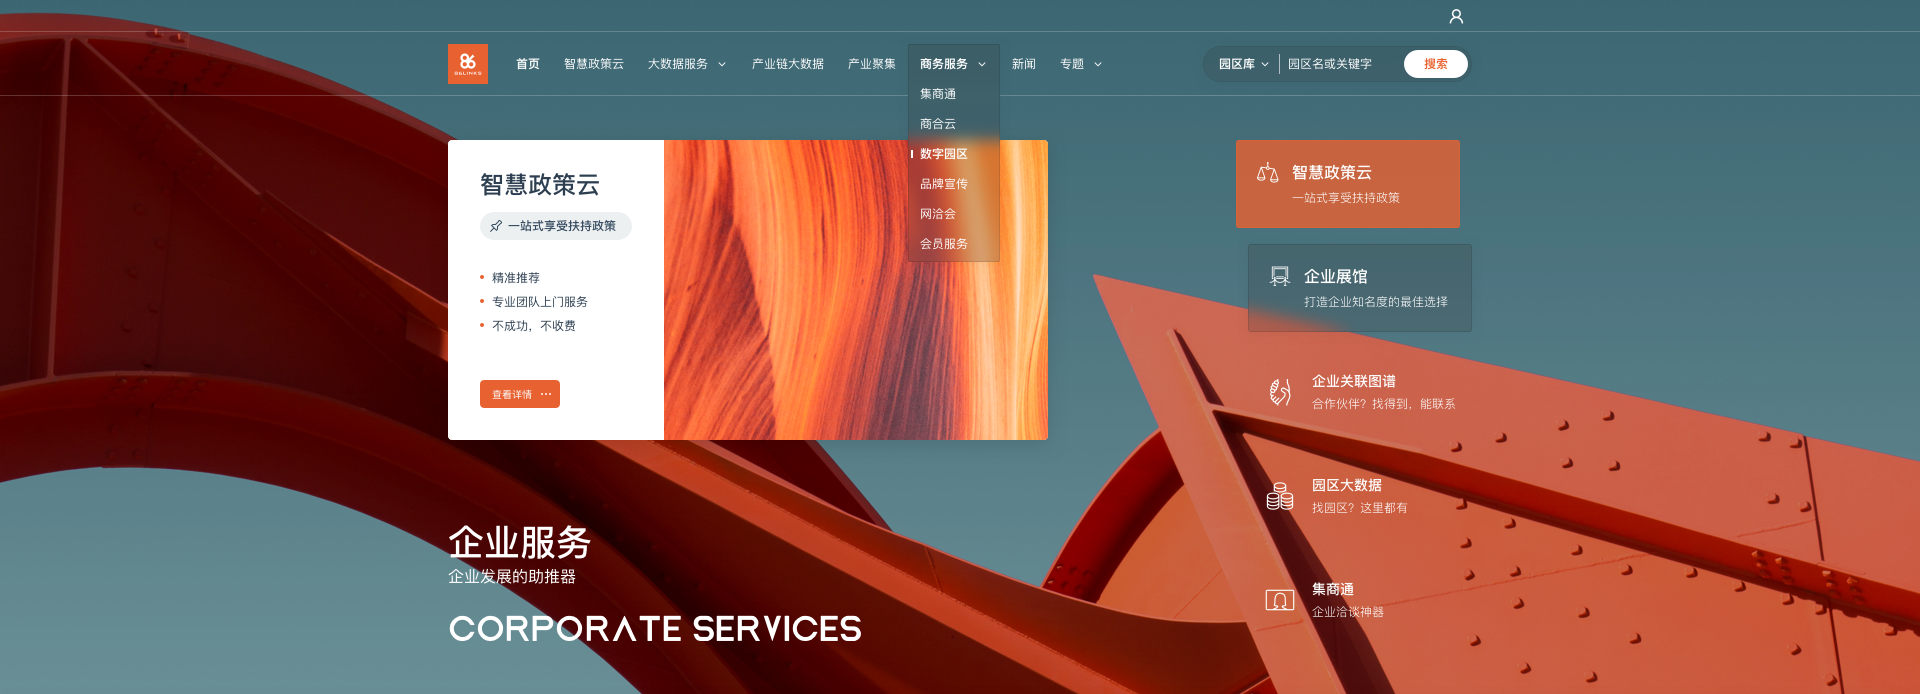 86
86LINKS
首页
智慧政策云
大数据服务
产业链大数据
产业聚集
商务服务
新闻
专题
园区库
园区名或关键字
搜索
集商通
商合云
数字园区
品牌宣传
网洽会
会员服务
智慧政策云
一站式享受扶持政策
精准推荐
专业团队上门服务
不成功，不收费
查看详情
智慧政策云
一站式享受扶持政策
企业展馆
打造企业知名度的最佳选择
企业关联图谱
合作伙伴？找得到，能联系
园区大数据
找园区？这里都有
集商通
企业洽谈神器
企业服务
企业发展的助推器
CORPORATE SERVICES